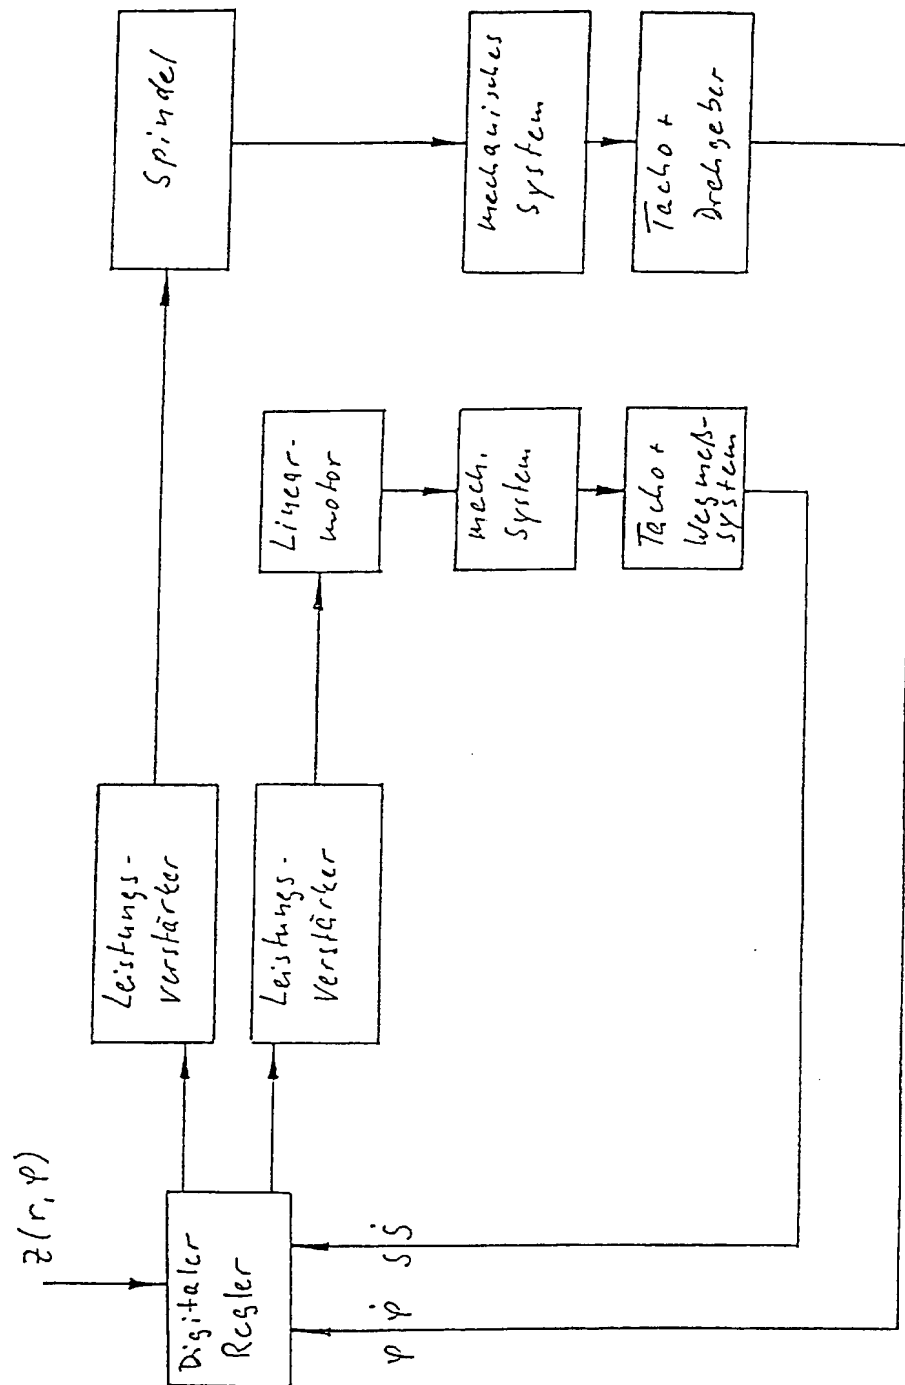 z(r,φ)
Digitaler
Regler
φ φ̇
s ṡ
Leistungs-
verstärker
Leistungs-
verstärker
Linear-
motor
mech.
System
Tacho +
Wegmeß-
system
Spindel
mechanisches
System
Tacho +
Drehgeber